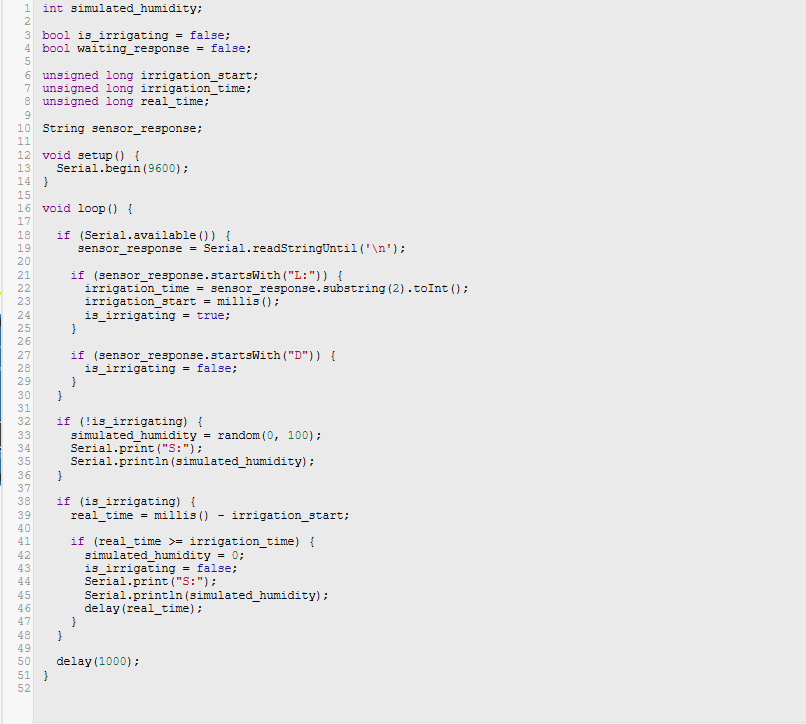 1 int simulated_humidity;
2
3 bool is_irrigating = false;
4 bool waiting_response = false;
5
6 unsigned long irrigation_start;
7 unsigned long irrigation_time;
8 unsigned long real_time;
9
10 String sensor_response;
11
12 void setup() {
13   Serial.begin(9600);
14 }
15
16 void loop() {
17
18   if (Serial.available()) {
19      sensor_response = Serial.readStringUntil('\n');
20
21     if (sensor_response.startsWith("L:")) {
22       irrigation_time = sensor_response.substring(2).toInt();
23       irrigation_start = millis();
24       is_irrigating = true;
25     }
26
27     if (sensor_response.startsWith("D")) {
28       is_irrigating = false;
29     }
30   }
31
32   if (!is_irrigating) {
33     simulated_humidity = random(0, 100);
34     Serial.print("S:");
35     Serial.println(simulated_humidity);
36   }
37
38   if (is_irrigating) {
39     real_time = millis() - irrigation_start;
40
41     if (real_time >= irrigation_time) {
42       simulated_humidity = 0;
43       is_irrigating = false;
44       Serial.print("S:");
45       Serial.println(simulated_humidity);
46       delay(real_time);
47     }
48   }
49
50   delay(1000);
51 }
52